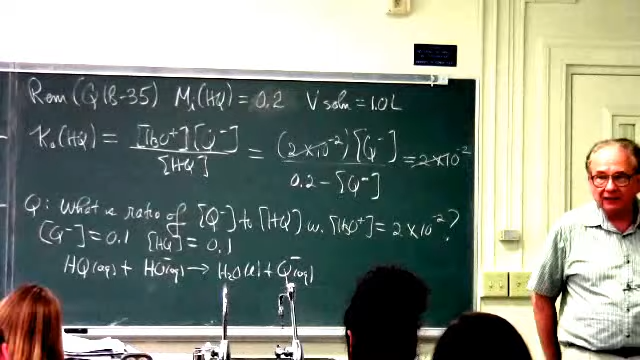 Rem (Q 18-35) Mi(HQ) = 0.2 Vsoln = 1.0L
Ka(HQ) = [H3O+][Q-] / [HQ] = (2×10-2)[Q-] / 0.2-[Q-] = 2×10-2
Q: What is ratio of [Q-] to [HQ] w. [H3O+] = 2×10-2?
[Q-] = 0.1 [HQ] = 0.1
HQ(aq) + HO-(aq) → H2O(l) + Q-(aq)